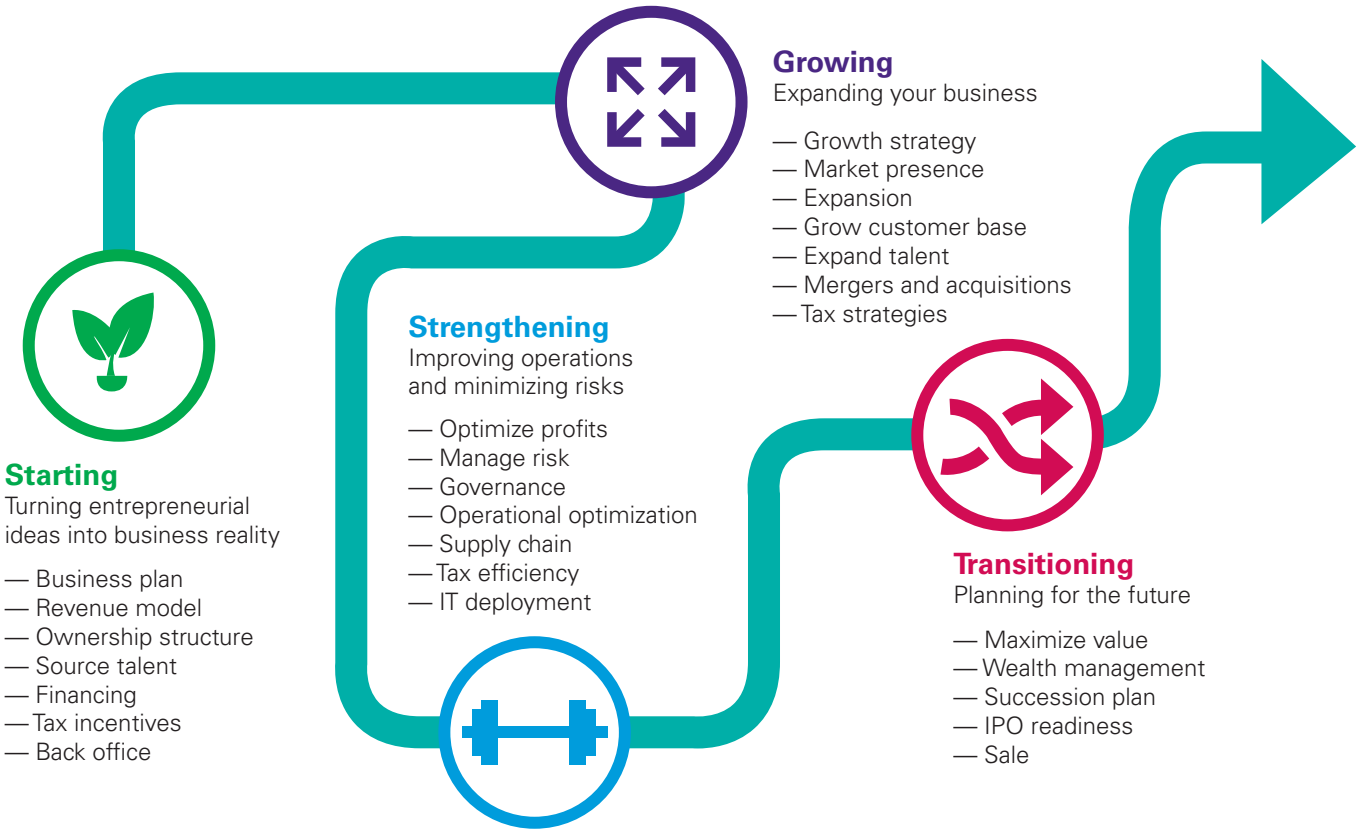 Growing
Expanding your business
— Growth strategy
— Market presence
— Expansion
— Grow customer base
— Expand talent
— Mergers and acquisitions
— Tax strategies
Strengthening
Improving operations
and minimizing risks
— Optimize profits
— Manage risk
— Governance
— Operational optimization
— Supply chain
— Tax efficiency
— IT deployment
Starting
Turning entrepreneurial
ideas into business reality
— Business plan
— Revenue model
— Ownership structure
— Source talent
— Financing
— Tax incentives
— Back office
Transitioning
Planning for the future
— Maximize value
— Wealth management
— Succession plan
— IPO readiness
— Sale